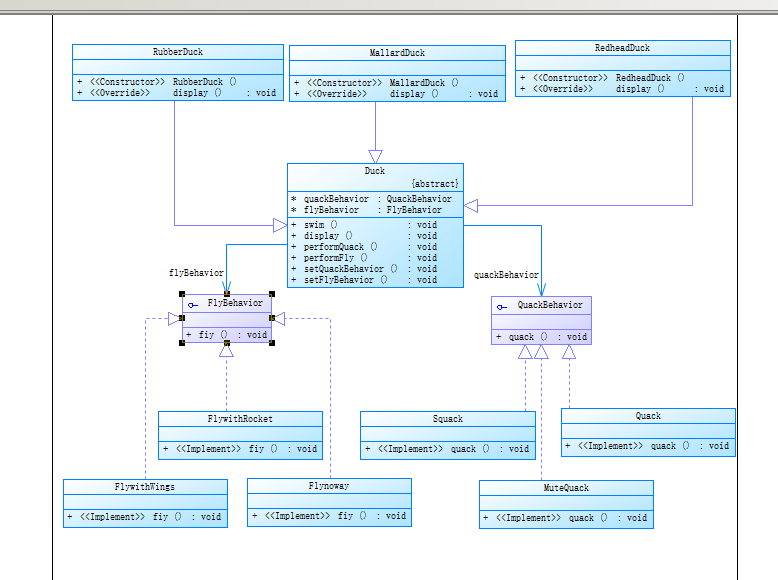 RubberDuck
+ <<Constructor>> RubberDuck ()
+ <<Override>> display () : void
MallardDuck
+ <<Constructor>> MallardDuck ()
+ <<Override>> display () : void
RedheadDuck
+ <<Constructor>> RedheadDuck ()
+ <<Override>> display () : void
Duck
{abstract}
* quackBehavior : QuackBehavior
* flyBehavior : FlyBehavior
+ swim () : void
+ display () : void
+ performQuack () : void
+ performFly () : void
+ setQuackBehavior () : void
+ setFlyBehavior () : void
flyBehavior
quackBehavior
FlyBehavior
+ fiy () : void
QuackBehavior
+ quack () : void
FlywithRocket
+ <<Implement>> fiy () : void
Squack
+ <<Implement>> quack () : void
Quack
+ <<Implement>> quack () : void
FlywithWings
+ <<Implement>> fiy () : void
Flynoway
+ <<Implement>> fiy () : void
MuteQuack
+ <<Implement>> quack () : void